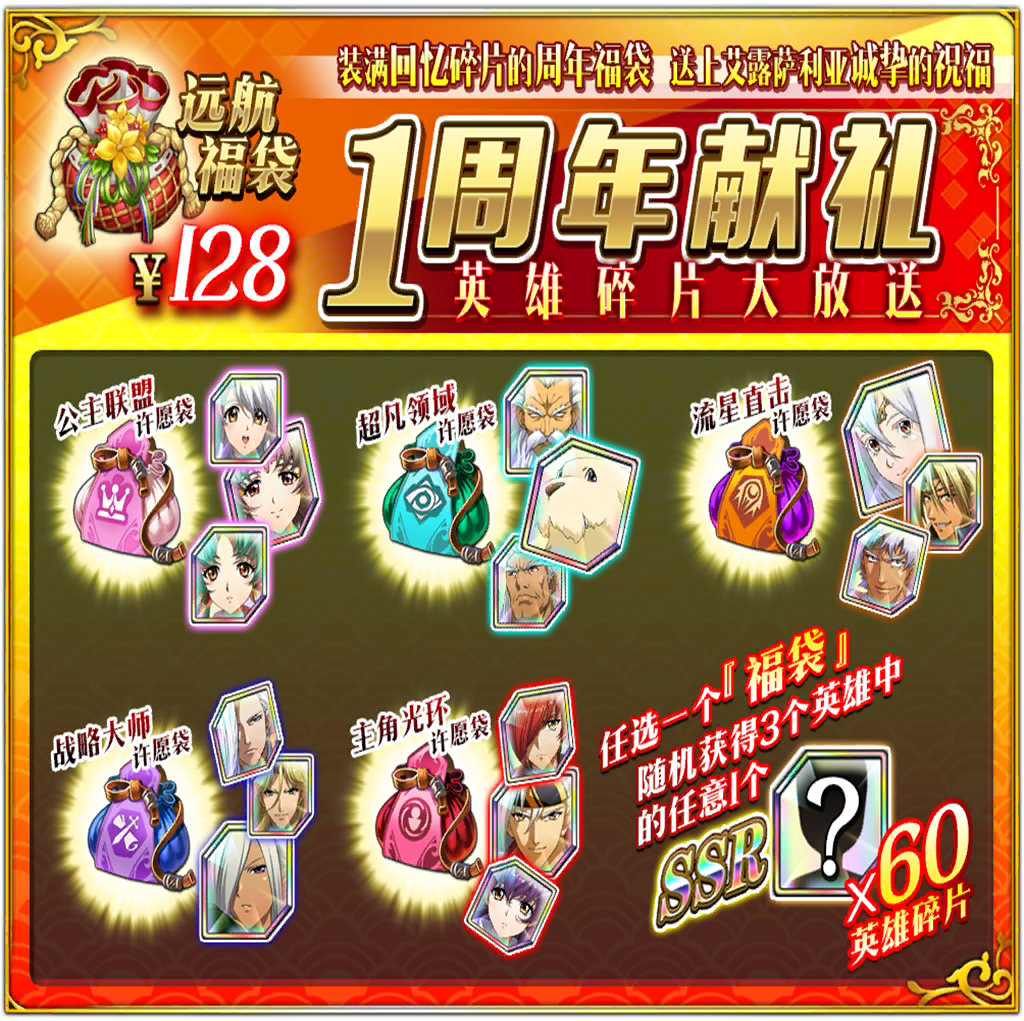 装满回忆碎片的周年福袋 送上艾露萨利亚诚挚的祝福
远航
福袋
¥128
1周年献礼
英雄碎片大放送
公主联盟
许愿袋
超凡领域
许愿袋
流星直击
许愿袋
战略大师
许愿袋
主角光环
许愿袋
任选一个『福袋』
随机获得3个英雄中
的任意1个
SSR
?
×60
英雄碎片